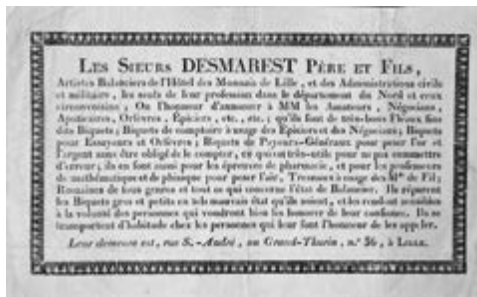 LES SIEURS DESMAREST PÈRE ET FILS,
Artistes Balanciers de l'Hôtel des Monnais de Lille, et des Administrations civile
et militaire, les seuls de leur profession dans le département du Nord et ceux
circonvoisins; Ont l'honneur d'annoncer à MM les Amateurs, Négocians,
Apoticaires, Orfèvres, Épiciers, etc., etc.; qu'ils font de très-bons Fleaux fins
dits Biquets; Biquets de comptoire à usage des Épiciers et des Négocians; Biquets
pour Essayeurs et Orfèvres; Biquets de Payeurs-Généraux pour peser l'or et
l'argent sans être obligé de le compter, ce qui est très-utile pour ne pas commettre
d'erreur; ils en font aussi pour les épreuves de pharmacie, et pour les professeurs
de mathématique et de phisique pour peser l'air, à usage des de Fil;
Romaines de tous genres et tout ce qui concerne l'état de Balancier. Ils réparent
les Biquets gros et petits en tels mauvais état qu'ils soient, et les rendent sensibles
à la volonté des personnes qui voudront bien les honorer de leur confiance. Ils se
transportent d'habitude chez les personnes qui leur font l'honneur de les appeler.
Leur demeure est, rue S.-André, au Grand-Thurin, n.º 36, à LILLE.